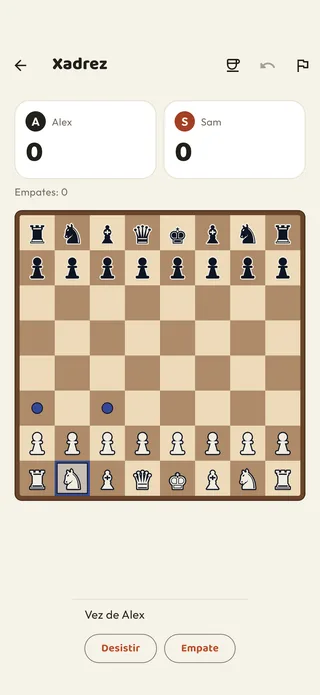 Xadrez
A Alex
0
S Sam
0
Empates: 0
Vez de Alex
Desistir
Empate